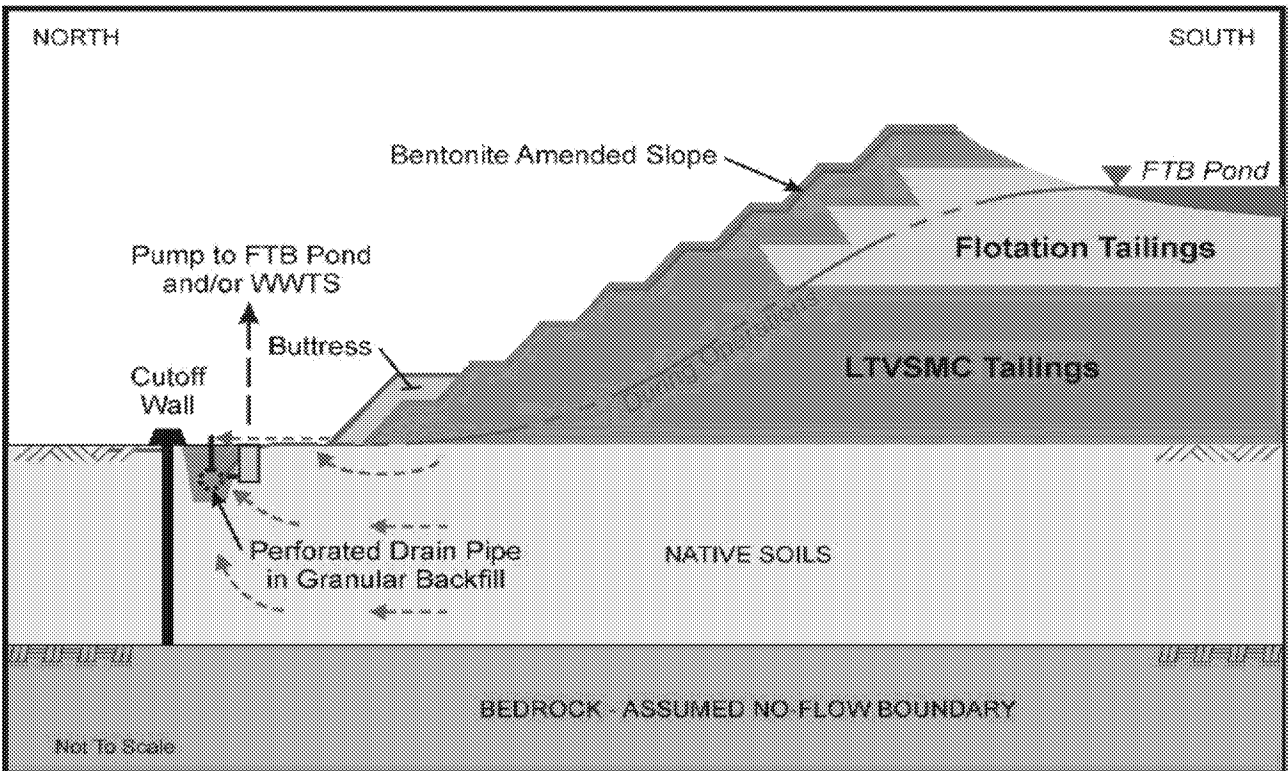 NORTH
SOUTH
Bentonite Amended Slope
FTB Pond
Flotation Tailings
Pump to FTB Pond
and/or WWTS
Buttress
During Operations
LTVSMC Tailings
Cutoff
Wall
Perforated Drain Pipe
in Granular Backfill
NATIVE SOILS
BEDROCK - ASSUMED NO-FLOW BOUNDARY
Not To Scale